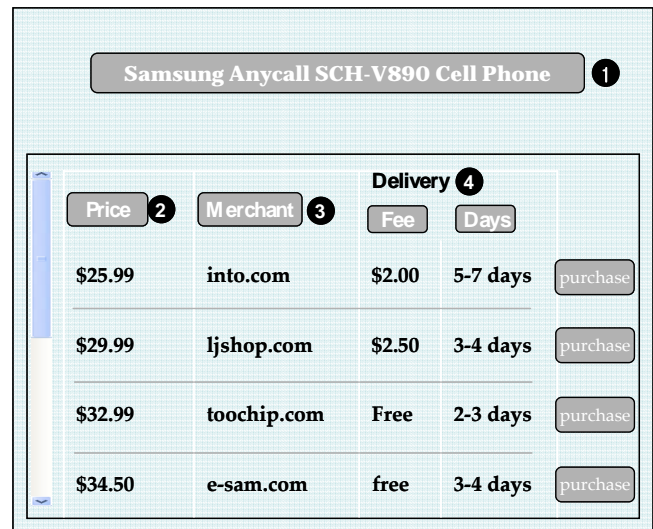 Samsung Anycall SCH-V890 Cell Phone 1
Delivery 4
Price 2 Merchant 3 Fee Days
$25.99 into.com $2.00 5-7 days purchase
$29.99 ljshop.com $2.50 3-4 days purchase
$32.99 toochip.com Free 2-3 days purchase
$34.50 e-sam.com free 3-4 days purchase